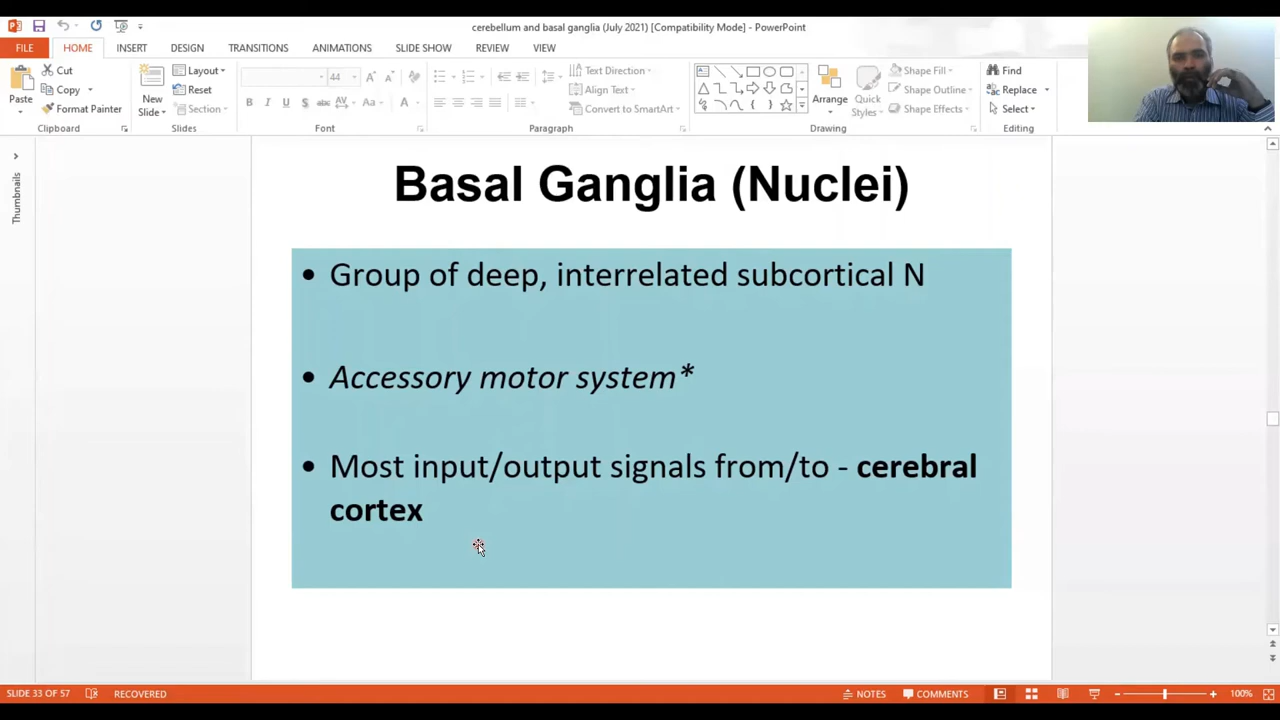 cerebellum and basal ganglia (July 2021) [Compatibility Mode] - PowerPoint
FILE HOME INSERT DESIGN TRANSITIONS ANIMATIONS SLIDE SHOW REVIEW VIEW
Paste
Cut
Copy
Format Painter
Clipboard
New Slide
Layout
Reset
Section
Slides
44
B I U S abc AV Aa A
Font
Text Direction
Align Text
Convert to SmartArt
Paragraph
Arrange
Quick Styles
Shape Fill
Shape Outline
Shape Effects
Drawing
Find
Replace
Select
Editing
Thumbnails
Basal Ganglia (Nuclei)
• Group of deep, interrelated subcortical N
• Accessory motor system*
• Most input/output signals from/to - cerebral
cortex
SLIDE 33 OF 57 RECOVERED NOTES COMMENTS 100%